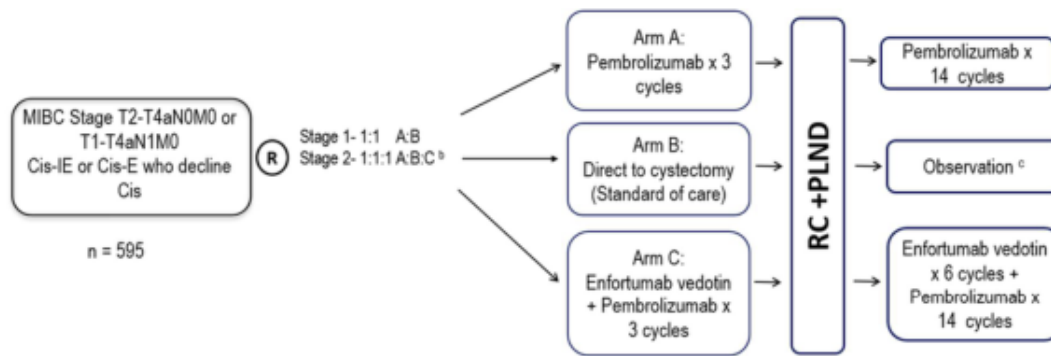 MIBC Stage T2-T4aN0M0 or
T1-T4aN1M0
Cis-IE or Cis-E who decline
Cis
n = 595
R
Stage 1- 1:1 A:B
Stage 2- 1:1:1 A:B:C b
Arm A:
Pembrolizumab x 3
cycles
Arm B:
Direct to cystectomy
(Standard of care)
Arm C:
Enfortumab vedotin
+ Pembrolizumab x
3 cycles
RC +PLND
Pembrolizumab x
14 cycles
Observation c
Enfortumab vedotin
x 6 cycles +
Pembrolizumab x
14 cycles